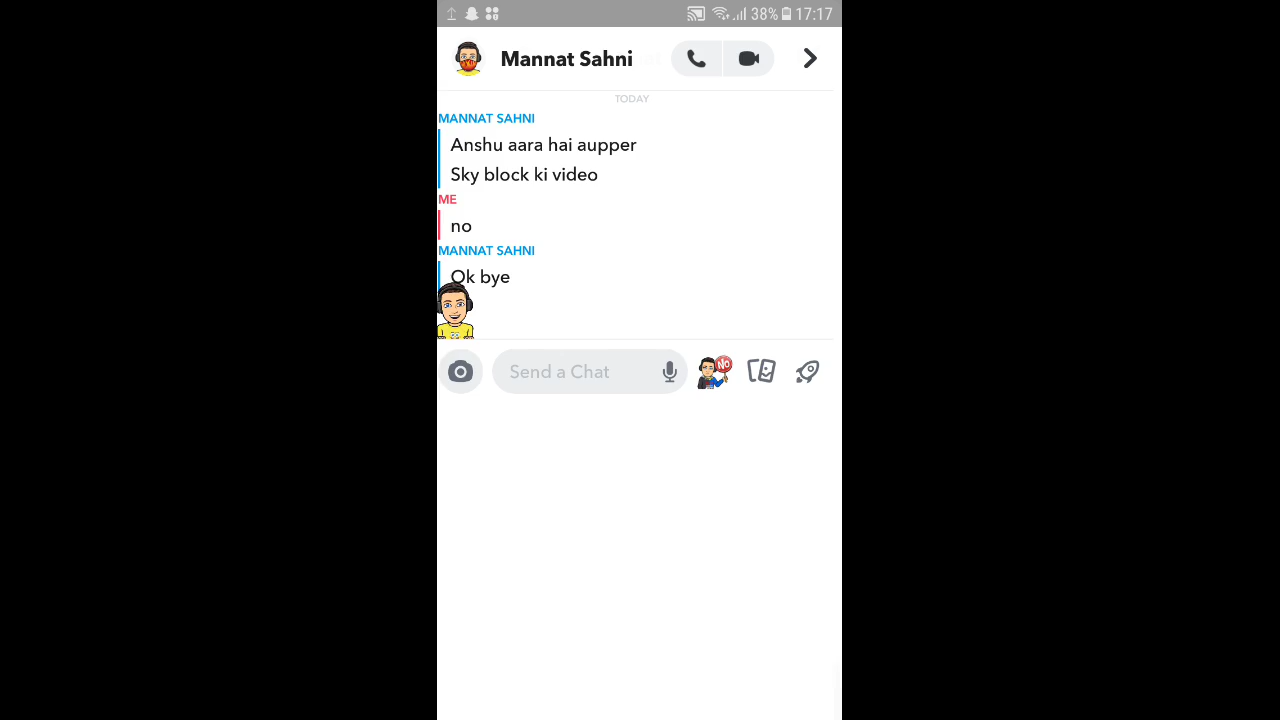 38% 17:17
Mannat Sahni
TODAY
MANNAT SAHNI
Anshu aara hai aupper
Sky block ki video
ME
no
MANNAT SAHNI
Ok bye
Send a Chat
NO